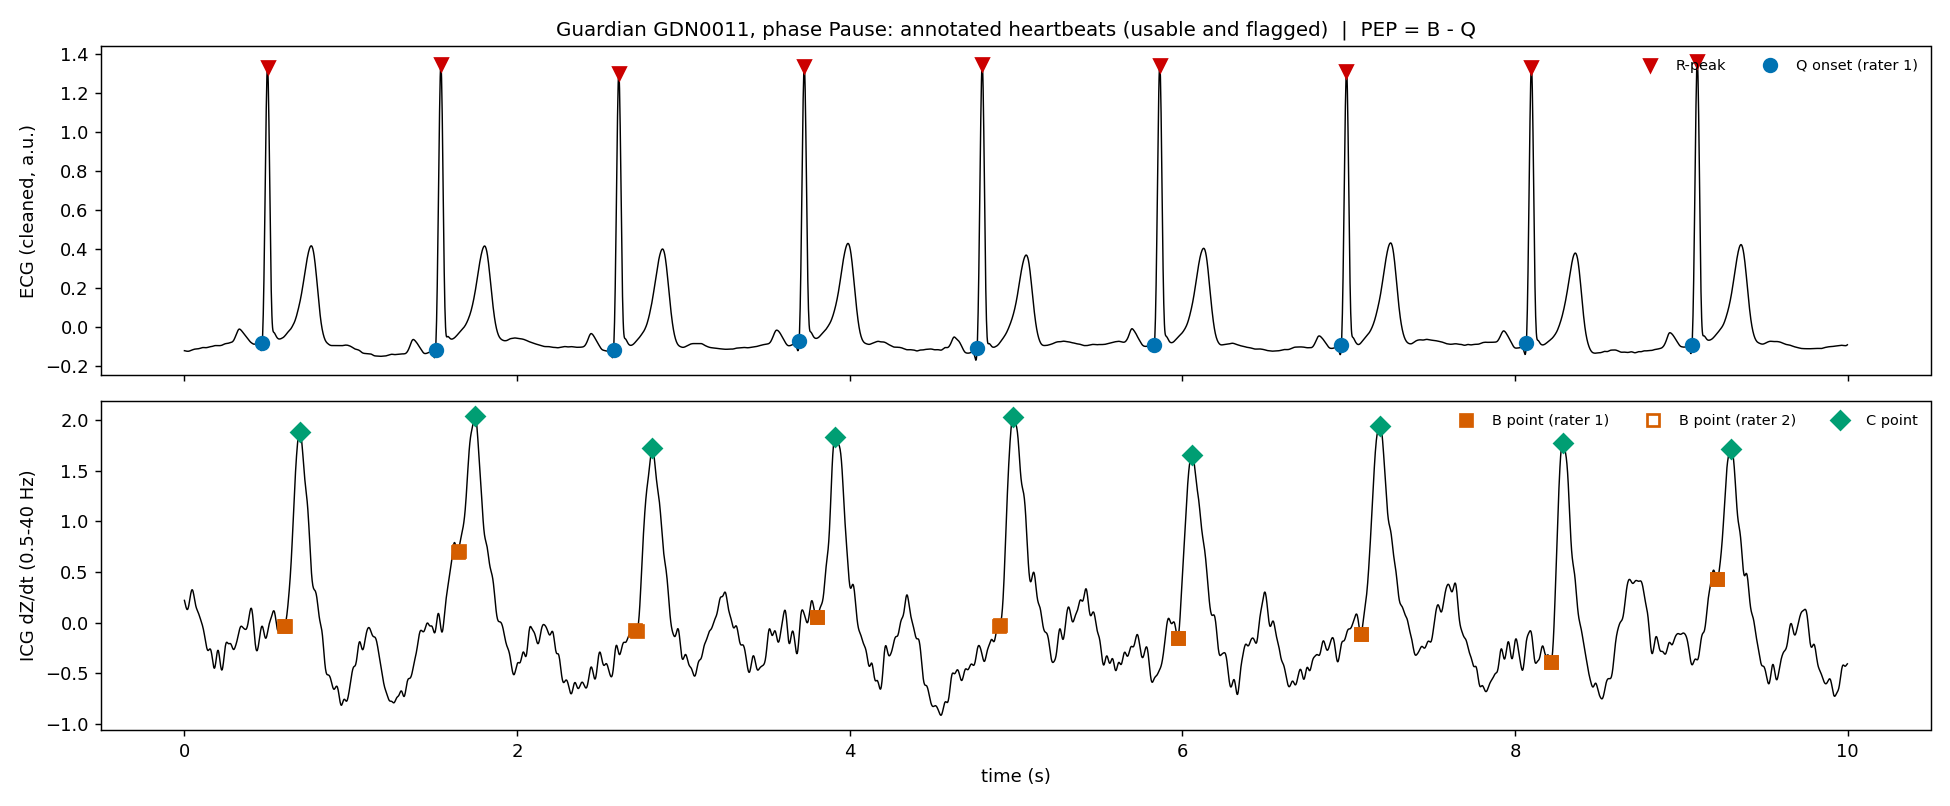 Guardian GDN0011, phase Pause: annotated heartbeats (usable and flagged)  |  PEP = B - Q
ECG (cleaned, a.u.)
1.4
1.2
1.0
0.8
0.6
0.4
0.2
0.0
−0.2
R-peak
Q onset (rater 1)
ICG dZ/dt (0.5-40 Hz)
2.0
1.5
1.0
0.5
0.0
−0.5
−1.0
B point (rater 1)
B point (rater 2)
C point
0
2
4
6
8
10
time (s)